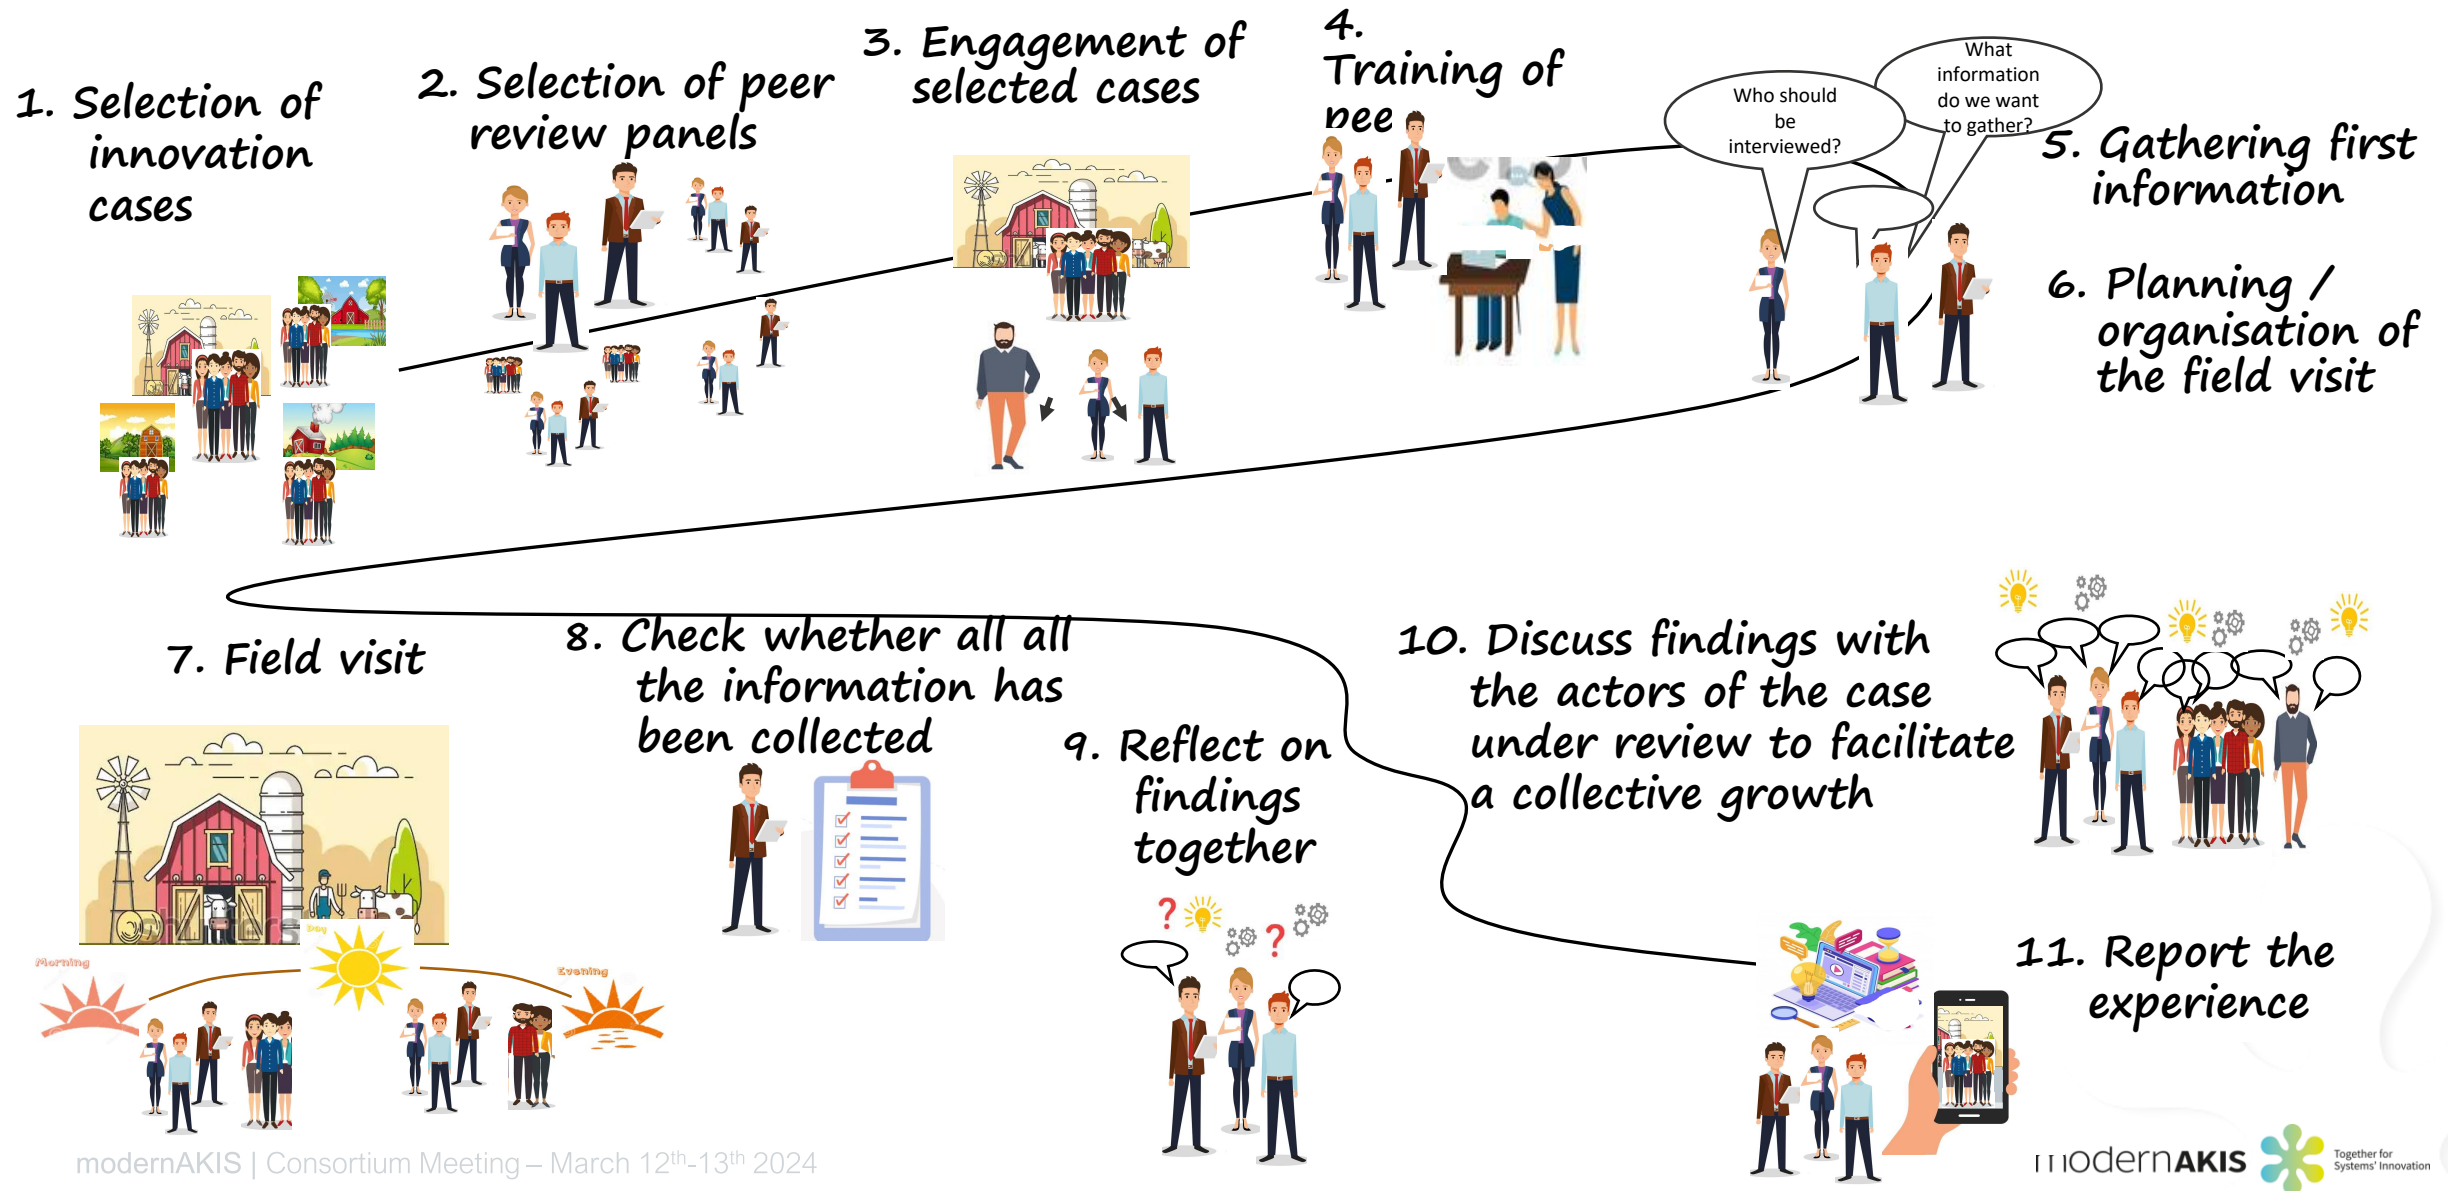 1. Selection of
innovation
cases
2. Selection of peer
review panels
3. Engagement of
selected cases
4.
Training of
Who should
be
interviewed?
What
information
do we want
to gather?
5. Gathering first
information
6. Planning /
organisation of
the field visit
7. Field visit
Morning
Day
Evening
8. Check whether all all
the information has
been collected
9. Reflect on
findings
together
10. Discuss findings with
the actors of the case
under review to facilitate
a collective growth
11. Report the
experience
modernAKIS | Consortium Meeting – March 12th-13th 2024
modernAKIS
Together for
Systems' Innovation